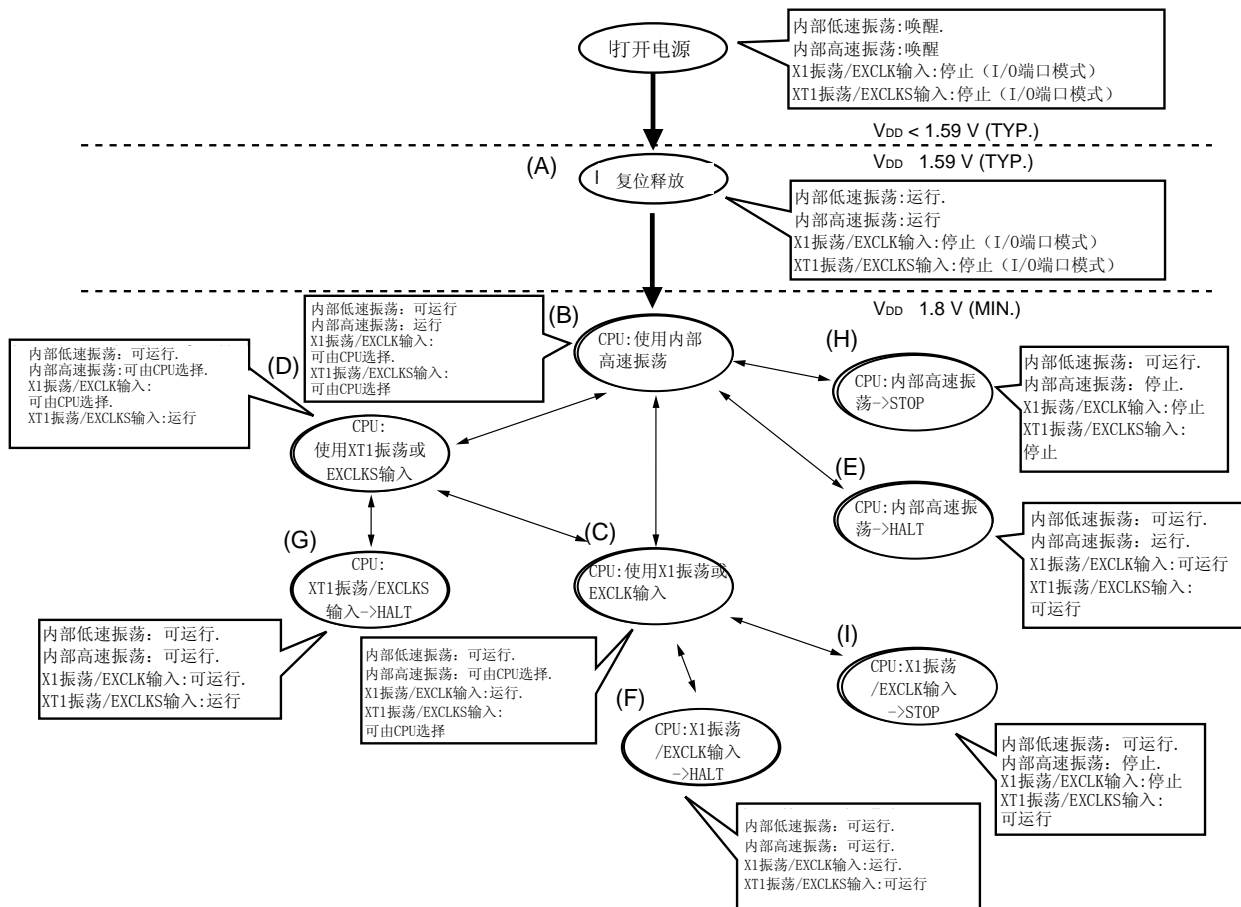 打开电源
内部低速振荡:唤醒.
内部高速振荡:唤醒
X1振荡/EXCLK输入:停止（I/O端口模式）
XT1振荡/EXCLKS输入:停止（I/O端口模式）
VDD < 1.59 V (TYP.)
VDD 1.59 V (TYP.)
(A)
复位释放
内部低速振荡:运行.
内部高速振荡:运行
X1振荡/EXCLK输入:停止（I/O端口模式）
XT1振荡/EXCLKS输入:停止（I/O端口模式）
VDD 1.8 V (MIN.)
(B)
内部低速振荡: 可运行
内部高速振荡: 运行
X1振荡/EXCLK输入:
可由CPU选择.
XT1振荡/EXCLKS输入:
可由CPU选择
CPU:使用内部
高速振荡
(D)
内部低速振荡: 可运行.
内部高速振荡:可由CPU选择.
X1振荡/EXCLK输入:
可由CPU选择.
XT1振荡/EXCLKS输入:运行
CPU:
使用XT1振荡或
EXCLKS输入
(H)
CPU:内部高速振
荡->STOP
内部低速振荡: 可运行.
内部高速振荡: 停止.
X1振荡/EXCLK输入:停止
XT1振荡/EXCLKS输入:
停止
(E)
CPU:内部高速振
荡->HALT
内部低速振荡: 可运行.
内部高速振荡: 运行.
X1振荡/EXCLK输入:可运行
XT1振荡/EXCLKS输入:
可运行
(G)
CPU:
XT1振荡/EXCLKS
输入->HALT
内部低速振荡: 可运行.
内部高速振荡: 可运行.
X1振荡/EXCLK输入:可运行.
XT1振荡/EXCLKS输入:运行
(C)
CPU:使用X1振荡或
EXCLK输入
内部低速振荡: 可运行.
内部高速振荡: 可由CPU选择.
X1振荡/EXCLK输入:运行.
XT1振荡/EXCLKS输入:
可由CPU选择
(F)
CPU:X1振荡
/EXCLK输入
->HALT
内部低速振荡: 可运行.
内部高速振荡: 可运行.
X1振荡/EXCLK输入:运行.
XT1振荡/EXCLKS输入:可运行
(I)
CPU:X1振荡
/EXCLK输入
->STOP
内部低速振荡: 可运行.
内部高速振荡: 停止.
X1振荡/EXCLK输入:停止
XT1振荡/EXCLKS输入:
可运行